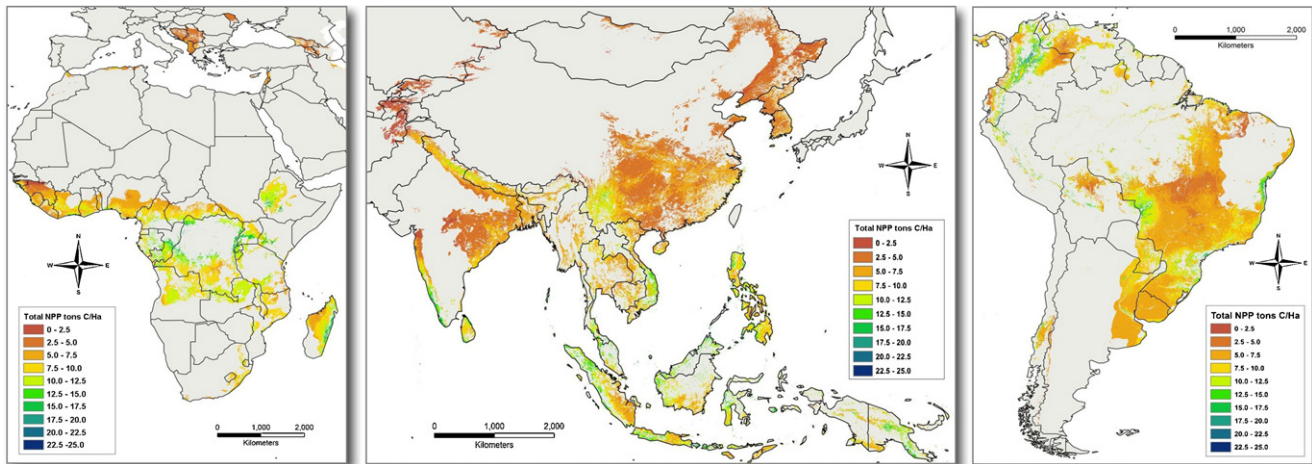 N
W E
S
Total NPP tons C/Ha
0 - 2.5
2.5 - 5.0
5.0 - 7.5
7.5 - 10.0
10.0 - 12.5
12.5 - 15.0
15.0 - 17.5
17.5 - 20.0
20.0 - 22.5
22.5 -25.0
0 1,000 2,000
Kilometers
N
W E
S
Total NPP tons C/Ha
0 - 2.5
2.5 - 5.0
5.0 - 7.5
7.5 - 10.0
10.0 - 12.5
12.5 - 15.0
15.0 - 17.5
17.5 - 20.0
20.0 - 22.5
22.5 - 25.0
0 1,000 2,000
Kilometers
0 1,000 2,000
Kilometers
N
W E
S
Total NPP tons C/Ha
0 - 2.5
2.5 - 5.0
5.0 - 7.5
7.5 - 10.0
10.0 - 12.5
12.5 - 15.0
15.0 - 17.5
17.5 - 20.0
20.0 - 22.5
22.5 - 25.0